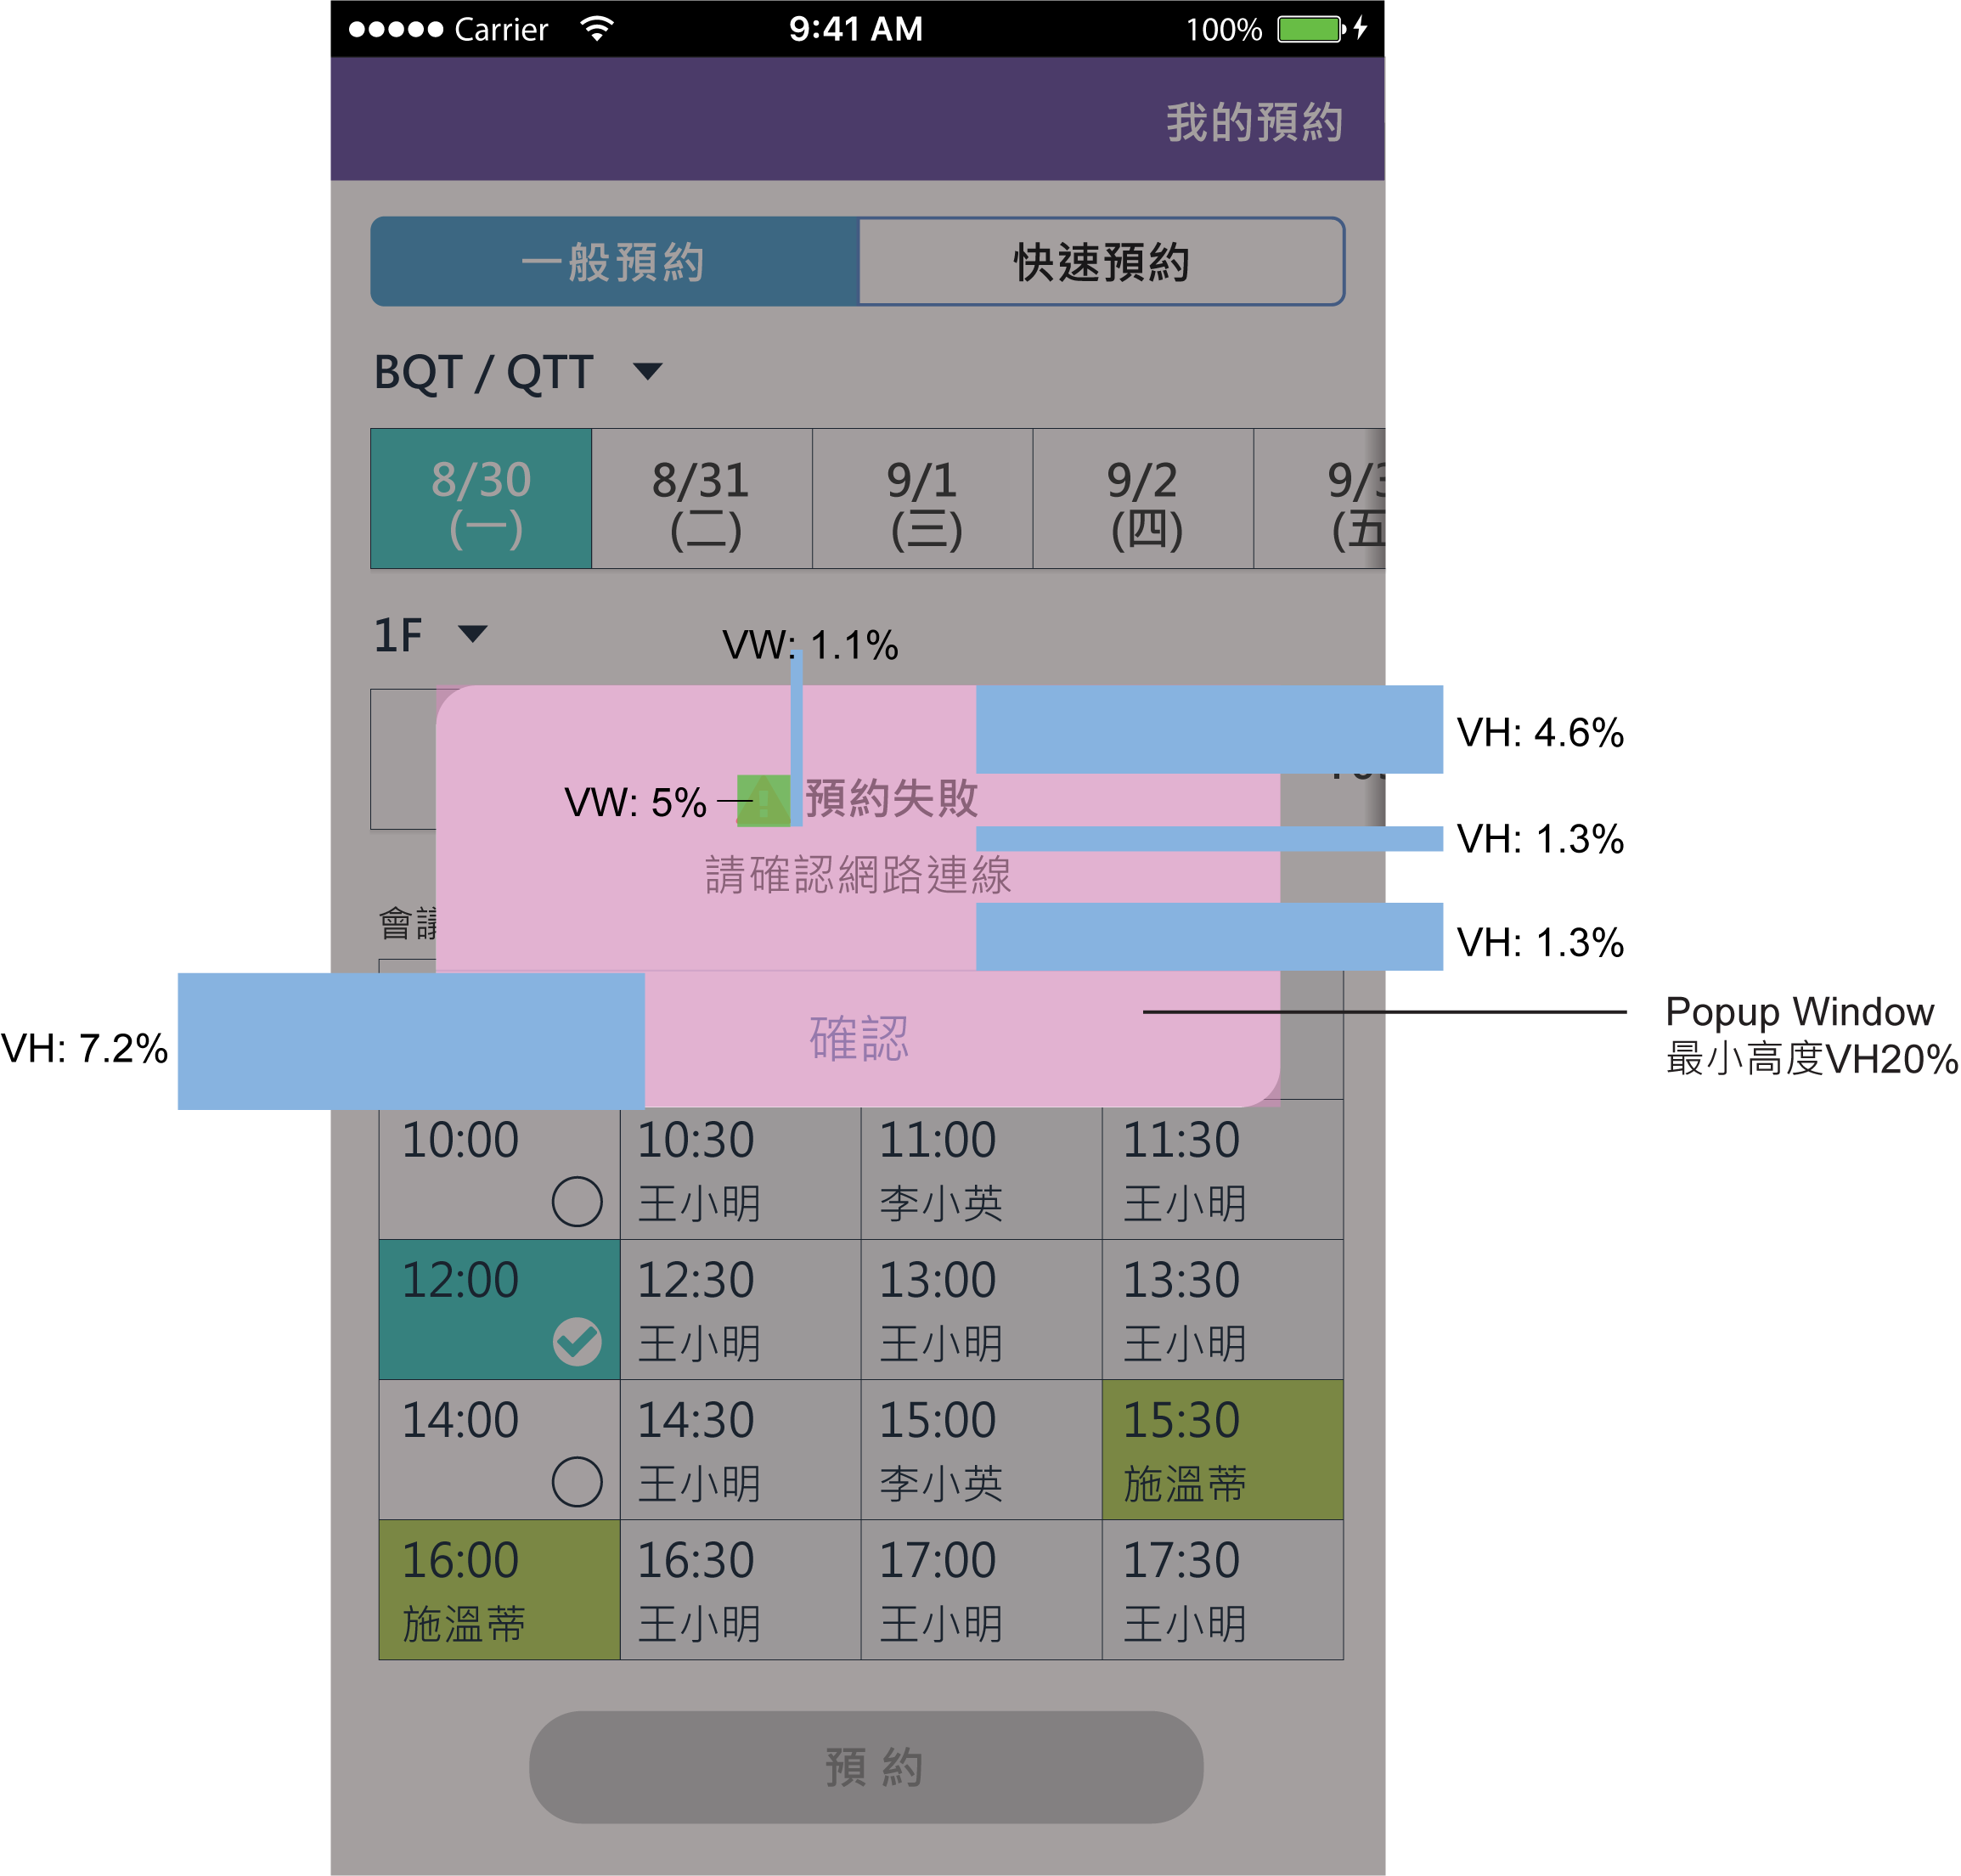 Carrier 9:41 AM 100%
我的預約
一般預約 快速預約
BQT / QTT
8/30 8/31 9/1 9/2 9/3
(一) (二) (三) (四) (五
1F
VW: 1.1%
VH: 4.6%
VW: 5% 預約失敗
VH: 1.3%
請確認網路連線
會議
VH: 1.3%
確認
VH: 7.2%
Popup Window
最小高度VH20%
10:00 10:30 11:00 11:30
王小明 李小英 王小明
12:00 12:30 13:00 13:30
王小明 王小明 王小明
14:00 14:30 15:00 15:30
王小明 李小英 施溫蒂
16:00 16:30 17:00 17:30
施溫蒂 王小明 王小明 王小明
預 約